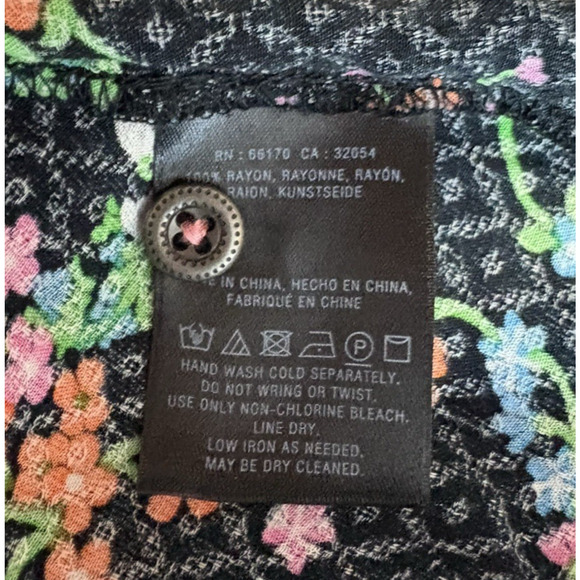 RN : 66170 CA : 32054
100% RAYON, RAYONNE, RAYÓN,
RAION, KUNSTSEIDE
IN CHINA, HECHO EN CHINA,
FABRIQUÉ EN CHINE
P
HAND WASH COLD SEPARATELY.
DO NOT WRING OR TWIST.
USE ONLY NON-CHLORINE BLEACH.
LINE DRY.
LOW IRON AS NEEDED.
MAY BE DRY CLEANED.